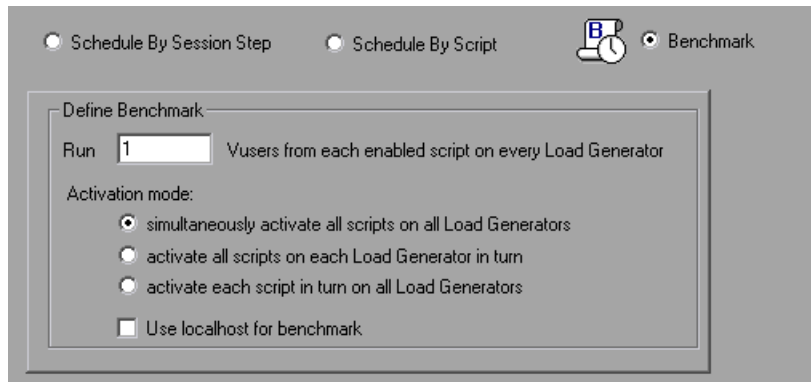 Schedule By Session Step Schedule By Script B Benchmark
Define Benchmark
Run 1 Vusers from each enabled script on every Load Generator
Activation mode:
simultaneously activate all scripts on all Load Generators
activate all scripts on each Load Generator in turn
activate each script in turn on all Load Generators
Use localhost for benchmark